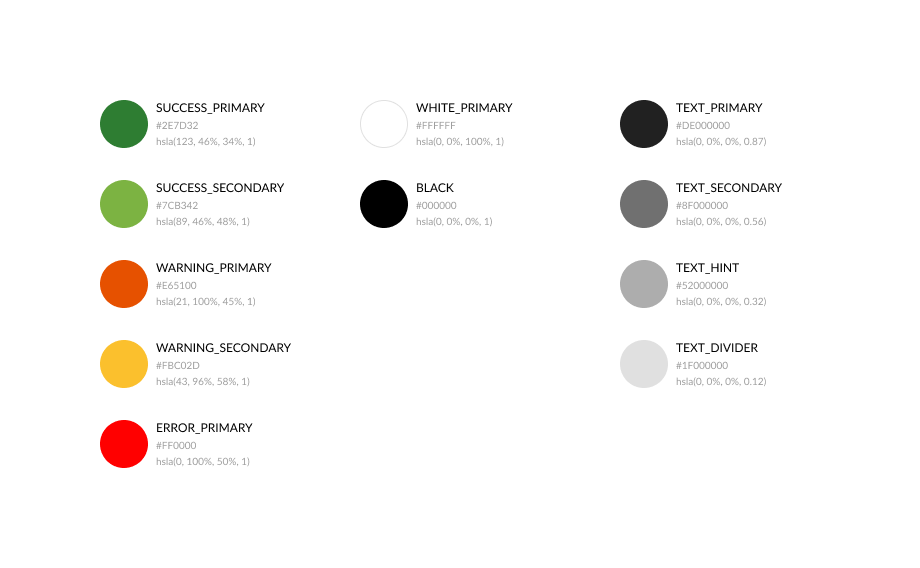 SUCCESS_PRIMARY
#2E7D32
hsla(123, 46%, 34%, 1)
SUCCESS_SECONDARY
#7CB342
hsla(89, 46%, 48%, 1)
WARNING_PRIMARY
#E65100
hsla(21, 100%, 45%, 1)
WARNING_SECONDARY
#FBC02D
hsla(43, 96%, 58%, 1)
ERROR_PRIMARY
#FF0000
hsla(0, 100%, 50%, 1)
WHITE_PRIMARY
#FFFFFF
hsla(0, 0%, 100%, 1)
BLACK
#000000
hsla(0, 0%, 0%, 1)
TEXT_PRIMARY
#DE000000
hsla(0, 0%, 0%, 0.87)
TEXT_SECONDARY
#8F000000
hsla(0, 0%, 0%, 0.56)
TEXT_HINT
#52000000
hsla(0, 0%, 0%, 0.32)
TEXT_DIVIDER
#1F000000
hsla(0, 0%, 0%, 0.12)